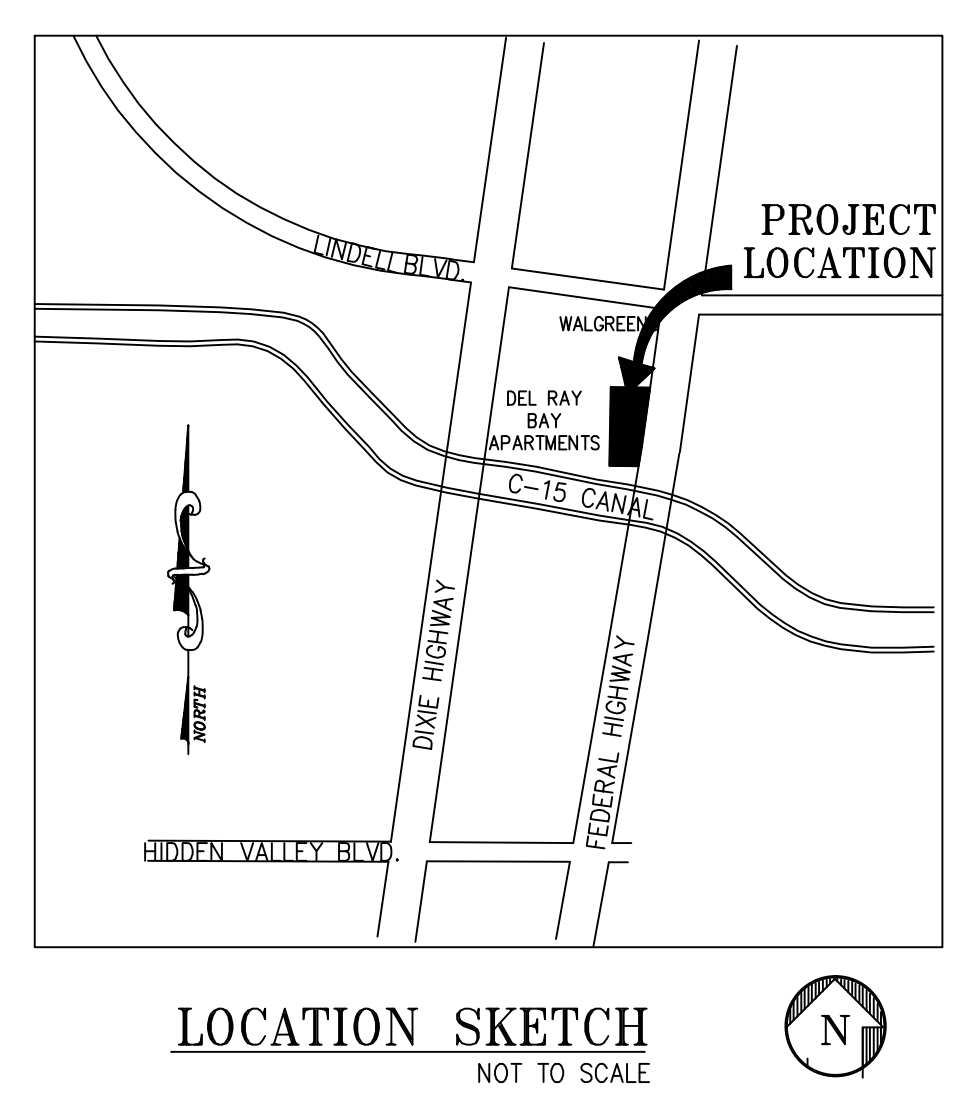 PROJECT
LOCATION
LINDELL BLVD.
WALGREENS
DEL RAY
BAY
APARTMENTS
C-15 CANAL
DIXIE HIGHWAY
FEDERAL HIGHWAY
NORTH
HIDDEN VALLEY BLVD.
LOCATION SKETCH
NOT TO SCALE
N